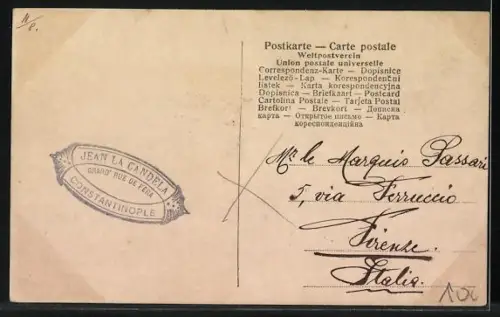 Postkarte — Carte postale
Weltpostverein
Union postale universelle
Correspondenz-Karte — Dopisnice
Levelező-Lap. — Korespondenční
lístek — Karta korespondencyjna
Dopisnica — Briefkaart — Postcard
Cartolina Postale — Tarjeta Postal
Brefkort — Brevkort — Дописна
карта — Открытое письмо — Карта
кореспонденційна
JEAN LA CANDELA
GRAND' RUE DE PÉRA
CONSTANTINOPLE
Mr le Marquis Passari
5, via Ferruccio
Firenze.
Italia.